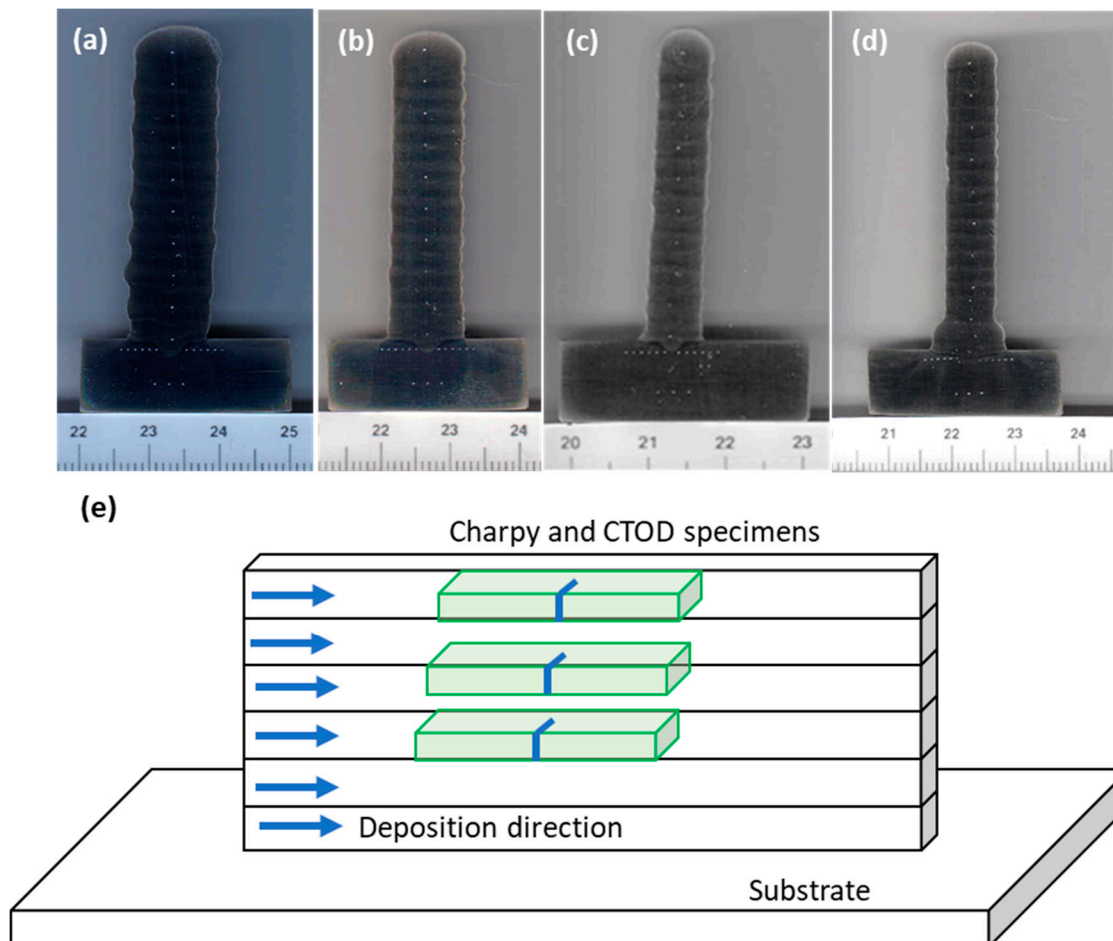 (a)
(b)
(c)
(d)
22 23 24 25
22 23 24
20 21 22 23
21 22 23 24
(e)
Charpy and CTOD specimens
Deposition direction
Substrate